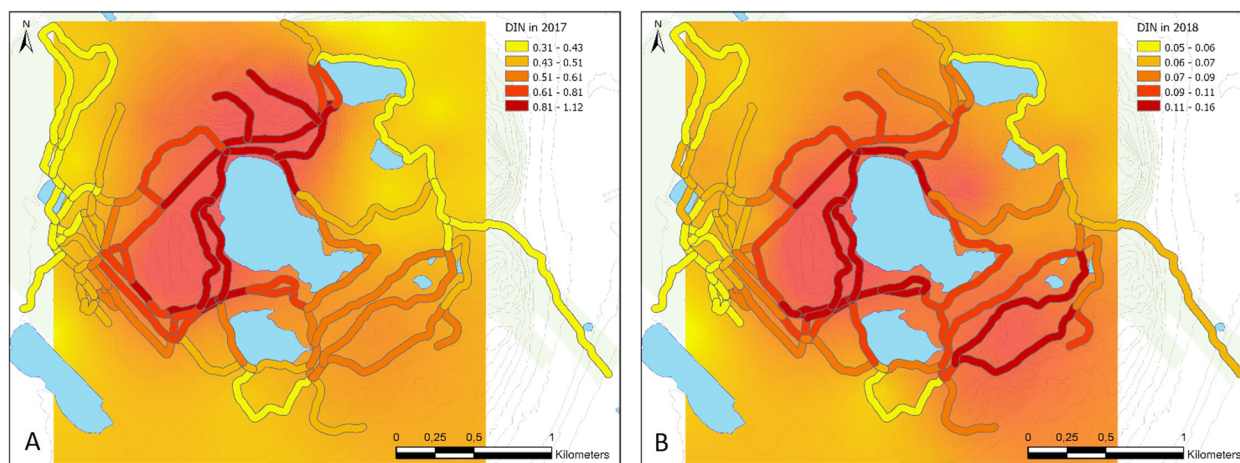 N
DIN in 2017
0.31 - 0.43
0.43 - 0.51
0.51 - 0.61
0.61 - 0.81
0.81 - 1.12
A
0 0,25 0,5 1
Kilometers
N
DIN in 2018
0.05 - 0.06
0.06 - 0.07
0.07 - 0.09
0.09 - 0.11
0.11 - 0.16
B
0 0,25 0,5 1
Kilometers